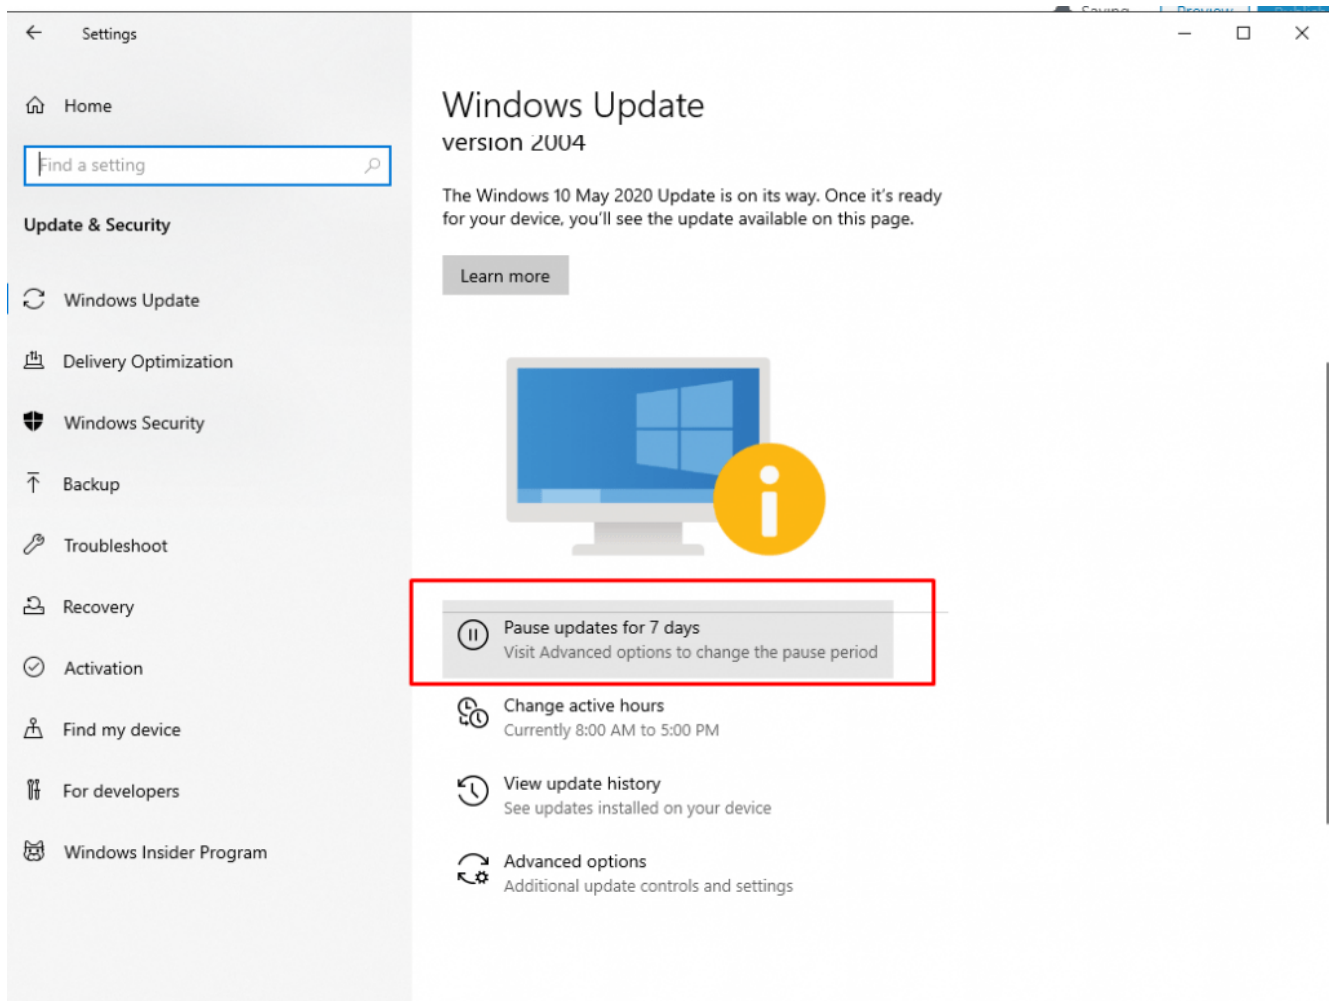 Saving
Preview
Publish
Settings
Home
Find a setting
Update & Security
Windows Update
Delivery Optimization
Windows Security
Backup
Troubleshoot
Recovery
Activation
Find my device
For developers
Windows Insider Program
Windows Update
version 2004
The Windows 10 May 2020 Update is on its way. Once it's ready
for your device, you'll see the update available on this page.
Learn more
Pause updates for 7 days
Visit Advanced options to change the pause period
Change active hours
Currently 8:00 AM to 5:00 PM
View update history
See updates installed on your device
Advanced options
Additional update controls and settings